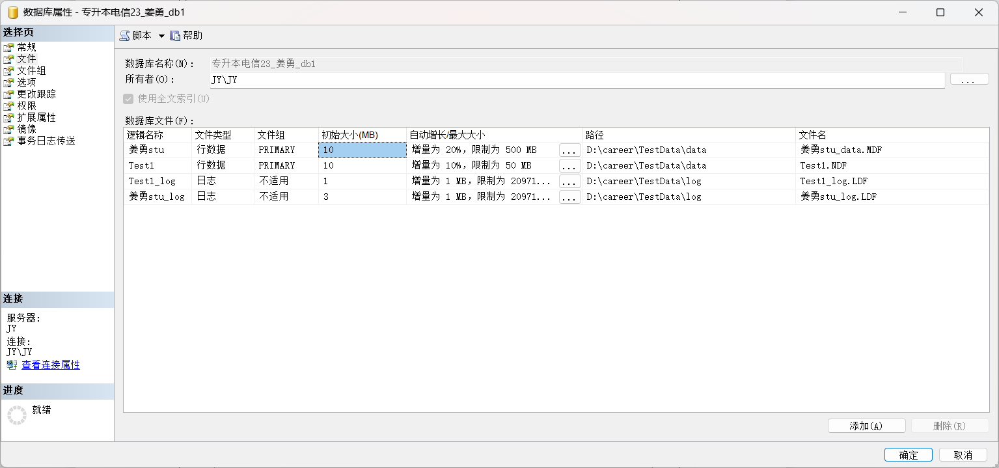 数据库属性 - 专升本电信23_姜勇_db1
选择页
常规
文件
文件组
选项
更改跟踪
权限
扩展属性
镜像
事务日志传送
脚本 帮助
数据库名称(N): 专升本电信23_姜勇_db1
所有者(O): JY\JY ...
使用全文索引(U)
数据库文件(F):
逻辑名称 文件类型 文件组 初始大小(MB) 自动增长/最大大小 路径 文件名
姜勇stu 行数据 PRIMARY 10 增量为 20%，限制为 500 MB ... D:\career\TestData\data 姜勇stu_data.MDF
Test1 行数据 PRIMARY 10 增量为 10%，限制为 50 MB ... D:\career\TestData\data Test1.NDF
Test1_log 日志 不适用 1 增量为 1 MB，限制为 20971... ... D:\career\TestData\log Test1_log.LDF
姜勇stu_log 日志 不适用 3 增量为 1 MB，限制为 20971... ... D:\career\TestData\log 姜勇stu_log.LDF
连接
服务器:
JY
连接:
JY\JY
查看连接属性
进度
就绪
添加(A) 删除(R)
确定 取消